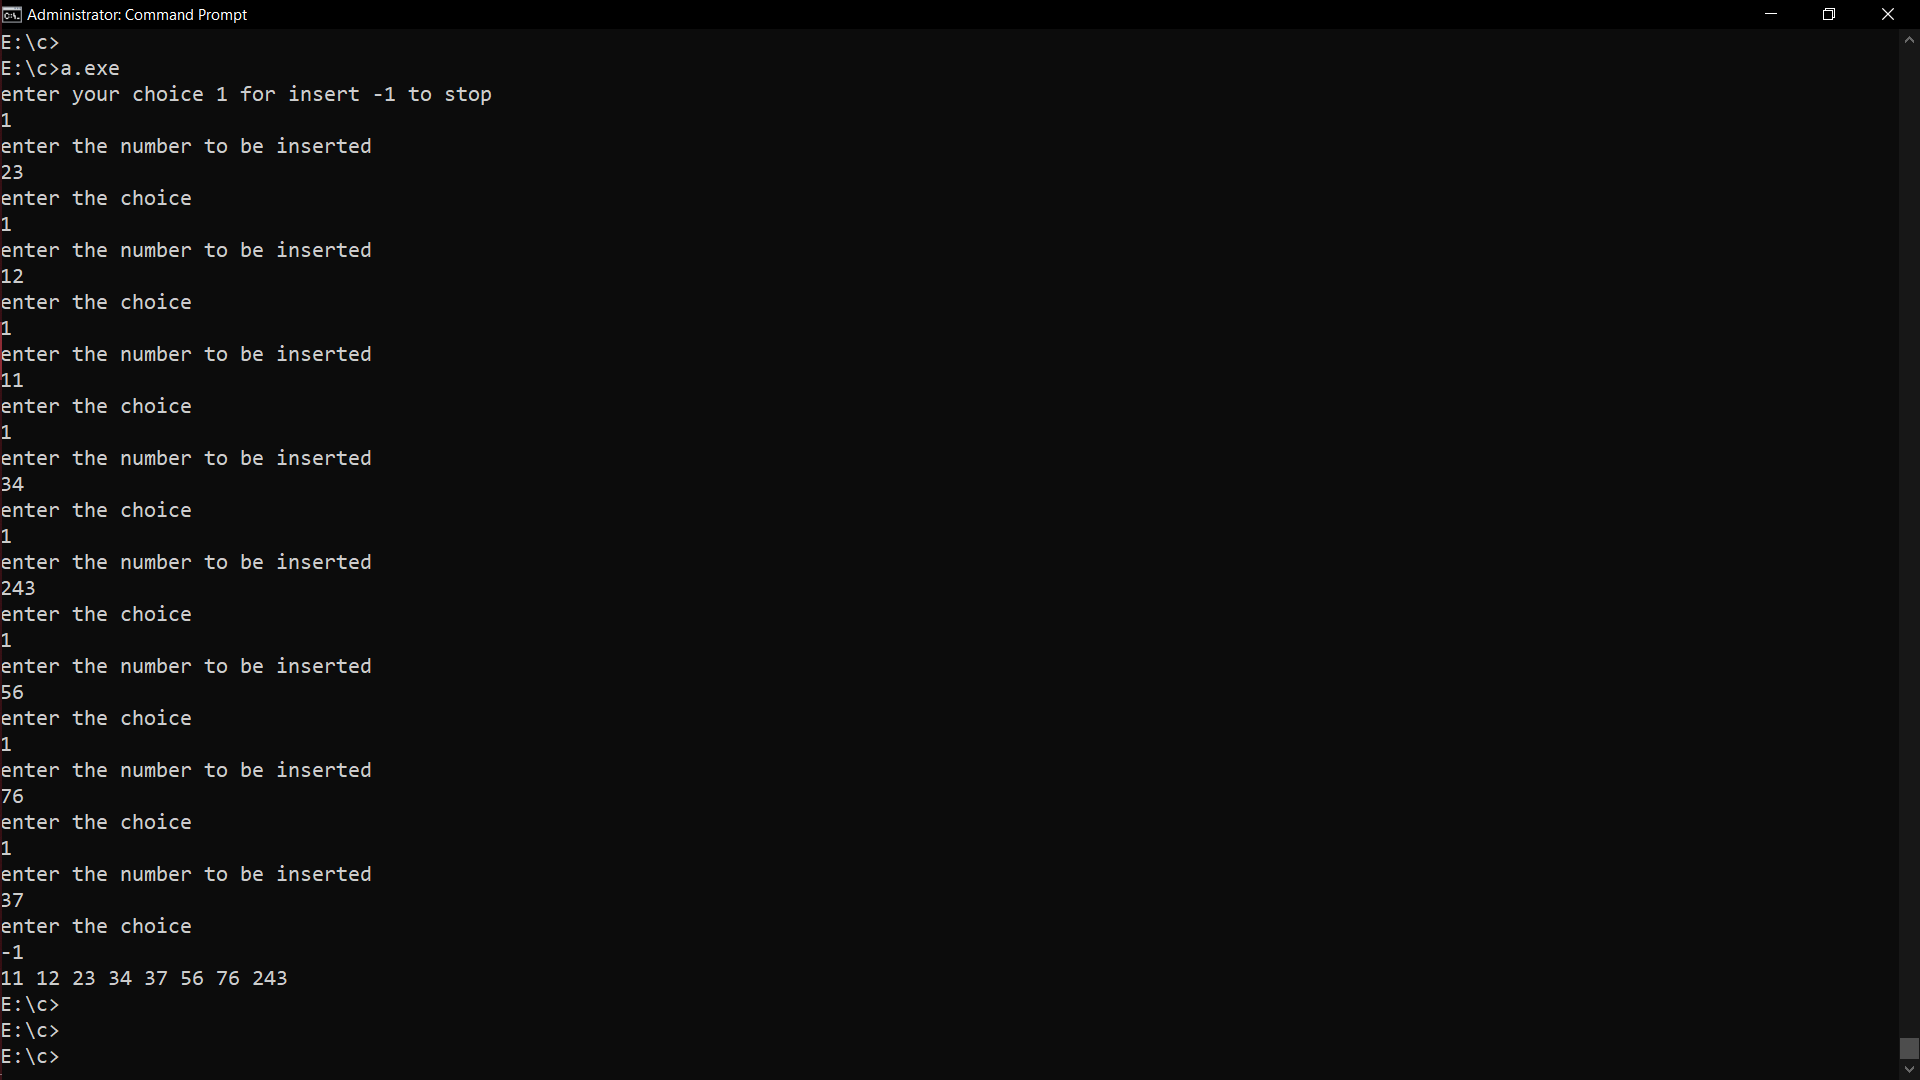 Administrator: Command Prompt
E:\c>
E:\c>a.exe
enter your choice 1 for insert -1 to stop
1
enter the number to be inserted
23
enter the choice
1
enter the number to be inserted
12
enter the choice
1
enter the number to be inserted
11
enter the choice
1
enter the number to be inserted
34
enter the choice
1
enter the number to be inserted
243
enter the choice
1
enter the number to be inserted
56
enter the choice
1
enter the number to be inserted
76
enter the choice
1
enter the number to be inserted
37
enter the choice
-1
11 12 23 34 37 56 76 243
E:\c>
E:\c>
E:\c>